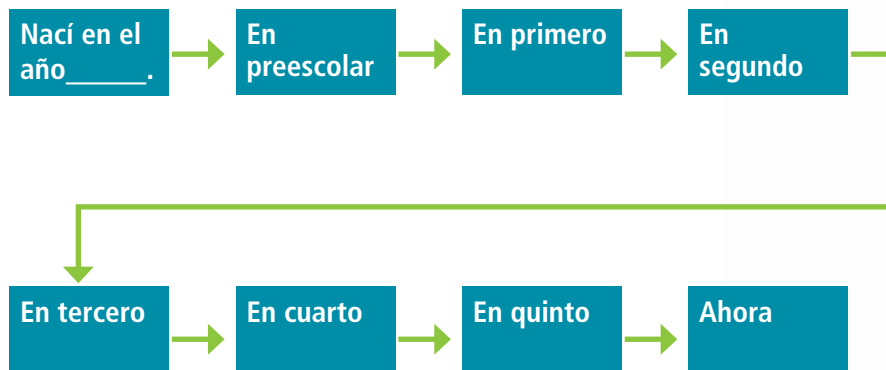 Nací en el
año______.
En
preescolar
En primero
En
segundo
En tercero
En cuarto
En quinto
Ahora